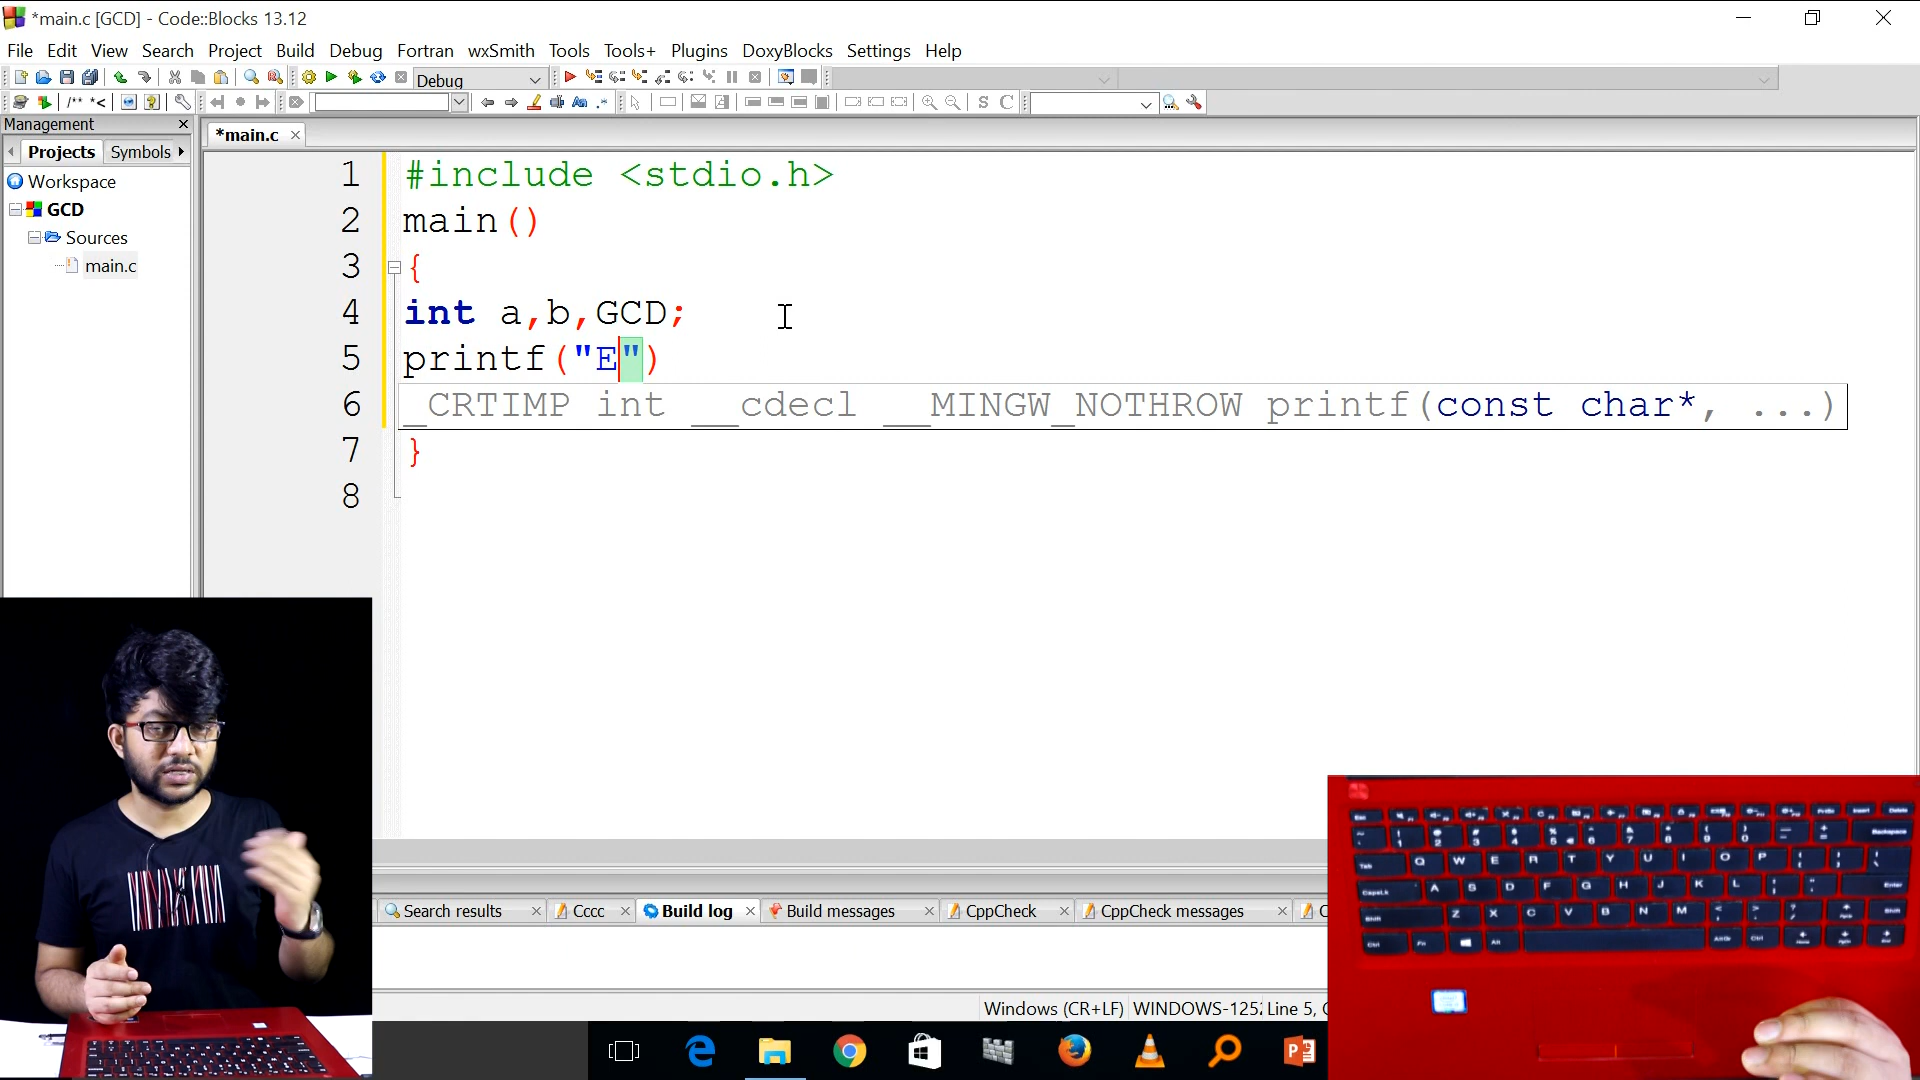 *main.c [GCD] - Code::Blocks 13.12
File Edit View Search Project Build Debug Fortran wxSmith Tools Tools+ Plugins DoxyBlocks Settings Help
Debug
/** *<
S C
Management
Projects Symbols
*main.c
Workspace
GCD
Sources
main.c
1 #include <stdio.h>
2 main()
3 {
4 int a,b,GCD;
5 printf("E")
6 _CRTIMP int __cdecl __MINGW_NOTHROW printf(const char*, ...)
7 }
8
Search results Cccc Build log Build messages CppCheck CppCheck messages
Windows (CR+LF) WINDOWS-1252 Line 5,
Q W E R T Y U I O P
A S D F G H J K L
Z X C V B N M